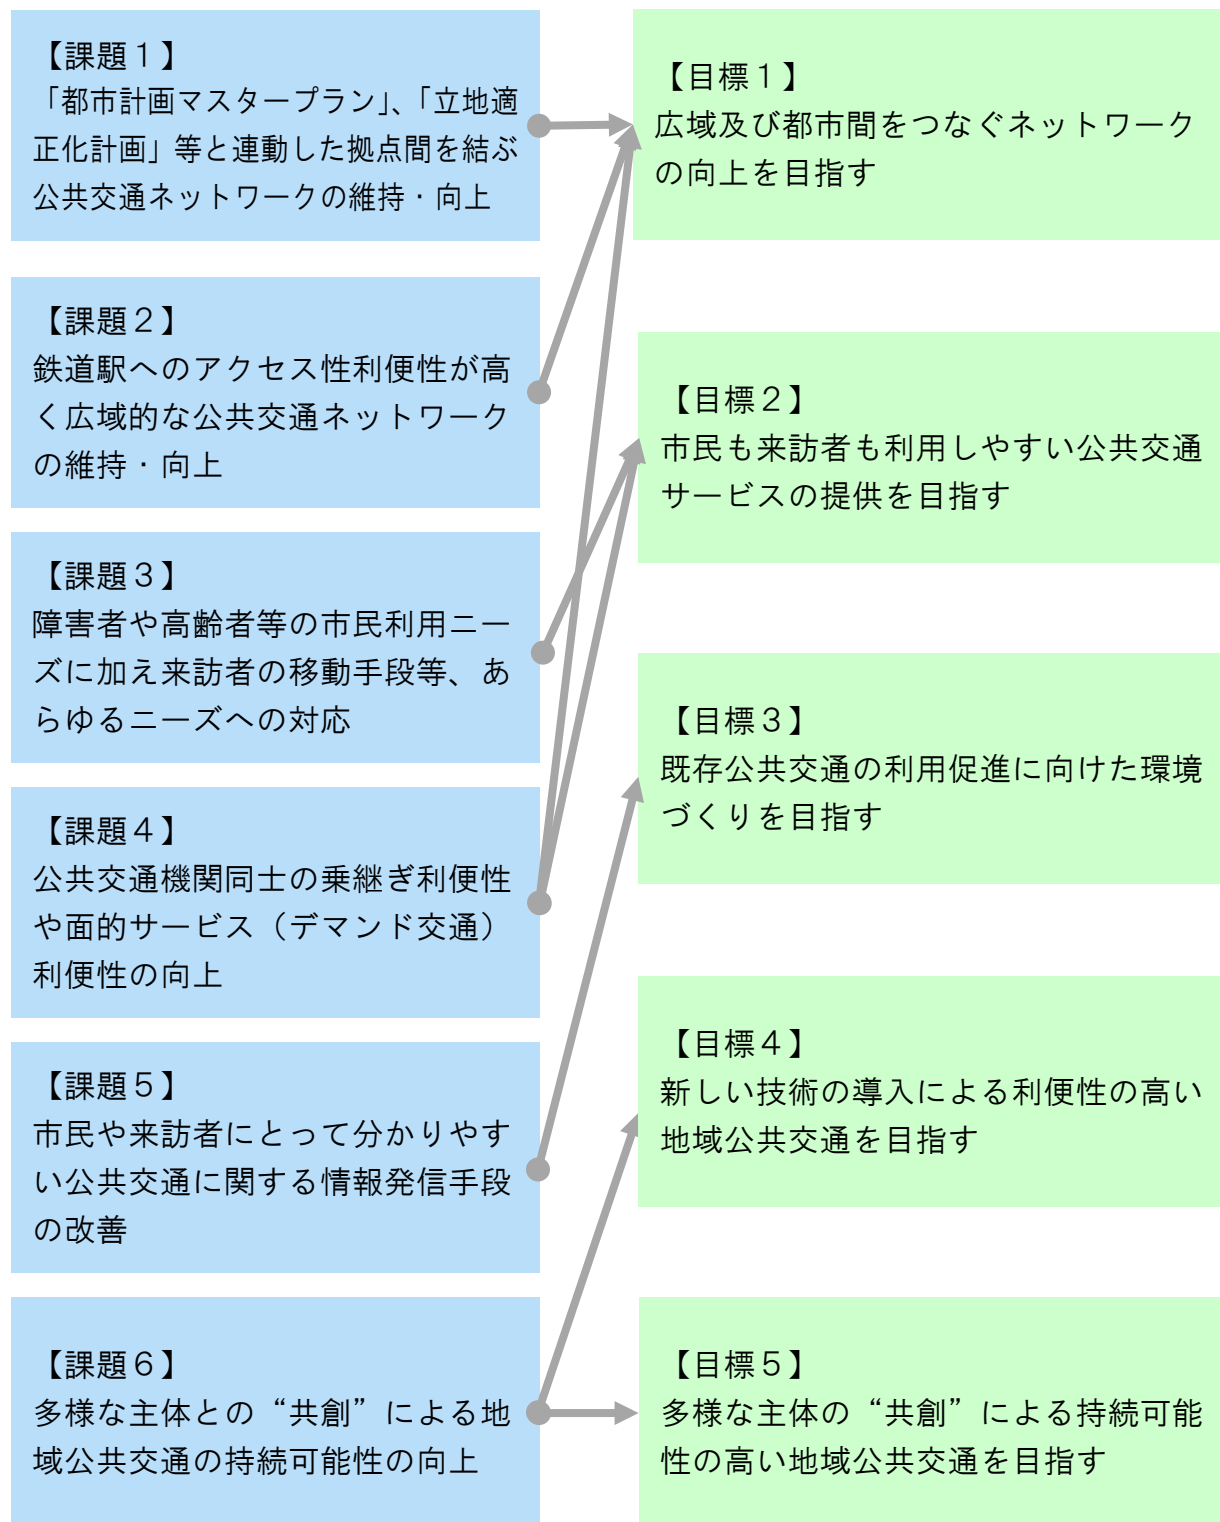 【課題１】
「都市計画マスタープラン」、「立地適
正化計画」等と連動した拠点間を結ぶ
公共交通ネットワークの維持・向上
【課題２】
鉄道駅へのアクセス性利便性が高
く広域的な公共交通ネットワーク
の維持・向上
【課題３】
障害者や高齢者等の市民利用ニー
ズに加え来訪者の移動手段等、あ
らゆるニーズへの対応
【課題４】
公共交通機関同士の乗継ぎ利便性
や面的サービス（デマンド交通）
利便性の向上
【課題５】
市民や来訪者にとって分かりやす
い公共交通に関する情報発信手段
の改善
【課題６】
多様な主体との“共創”による地
域公共交通の持続可能性の向上
【目標１】
広域及び都市間をつなぐネットワーク
の向上を目指す
【目標２】
市民も来訪者も利用しやすい公共交通
サービスの提供を目指す
【目標３】
既存公共交通の利用促進に向けた環境
づくりを目指す
【目標４】
新しい技術の導入による利便性の高い
地域公共交通を目指す
【目標５】
多様な主体の“共創”による持続可能
性の高い地域公共交通を目指す